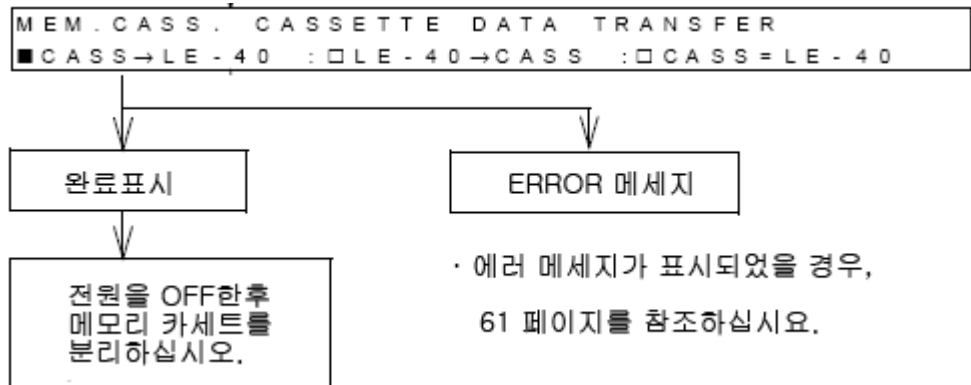 MEM.CASS. CASSETTE DATA TRANSFER
■CASS→LE-40 :□LE-40→CASS :□CASS=LE-40
완료표시
ERROR 메세지
· 에러 메세지가 표시되었을 경우,
61 페이지를 참조하십시요.
전원을 OFF한후
메모리 카세트를
분리하십시오.